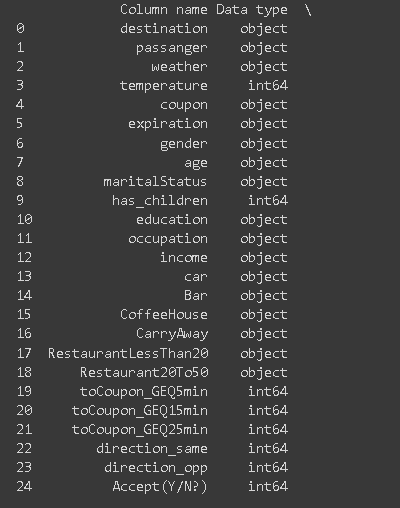 Column name Data type \
0 destination object
1 passanger object
2 weather object
3 temperature int64
4 coupon object
5 expiration object
6 gender object
7 age object
8 maritalStatus object
9 has_children int64
10 education object
11 occupation object
12 income object
13 car object
14 Bar object
15 CoffeeHouse object
16 CarryAway object
17 RestaurantLessThan20 object
18 Restaurant20To50 object
19 toCoupon_GEQ5min int64
20 toCoupon_GEQ15min int64
21 toCoupon_GEQ25min int64
22 direction_same int64
23 direction_opp int64
24 Accept(Y/N?) int64